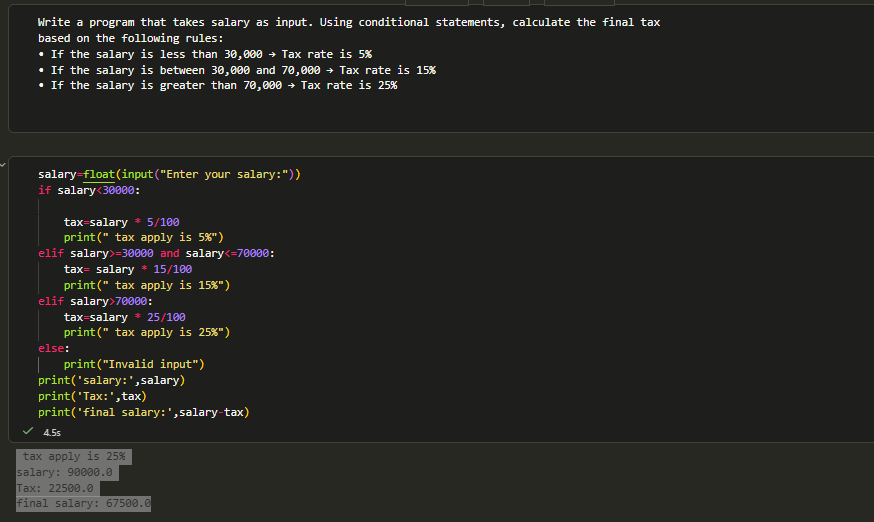 Write a program that takes salary as input. Using conditional statements, calculate the final tax
based on the following rules:
• If the salary is less than 30,000 → Tax rate is 5%
• If the salary is between 30,000 and 70,000 → Tax rate is 15%
• If the salary is greater than 70,000 → Tax rate is 25%
salary=float(input("Enter your salary:"))
if salary<30000:
    tax=salary * 5/100
    print(" tax apply is 5%")
elif salary>=30000 and salary<=70000:
    tax= salary * 15/100
    print(" tax apply is 15%")
elif salary>70000:
    tax=salary * 25/100
    print(" tax apply is 25%")
else:
    print("Invalid input")
print('salary:',salary)
print('Tax:',tax)
print('final salary:',salary-tax)
4.5s
 tax apply is 25%
salary: 90000.0
Tax: 22500.0
final salary: 67500.0